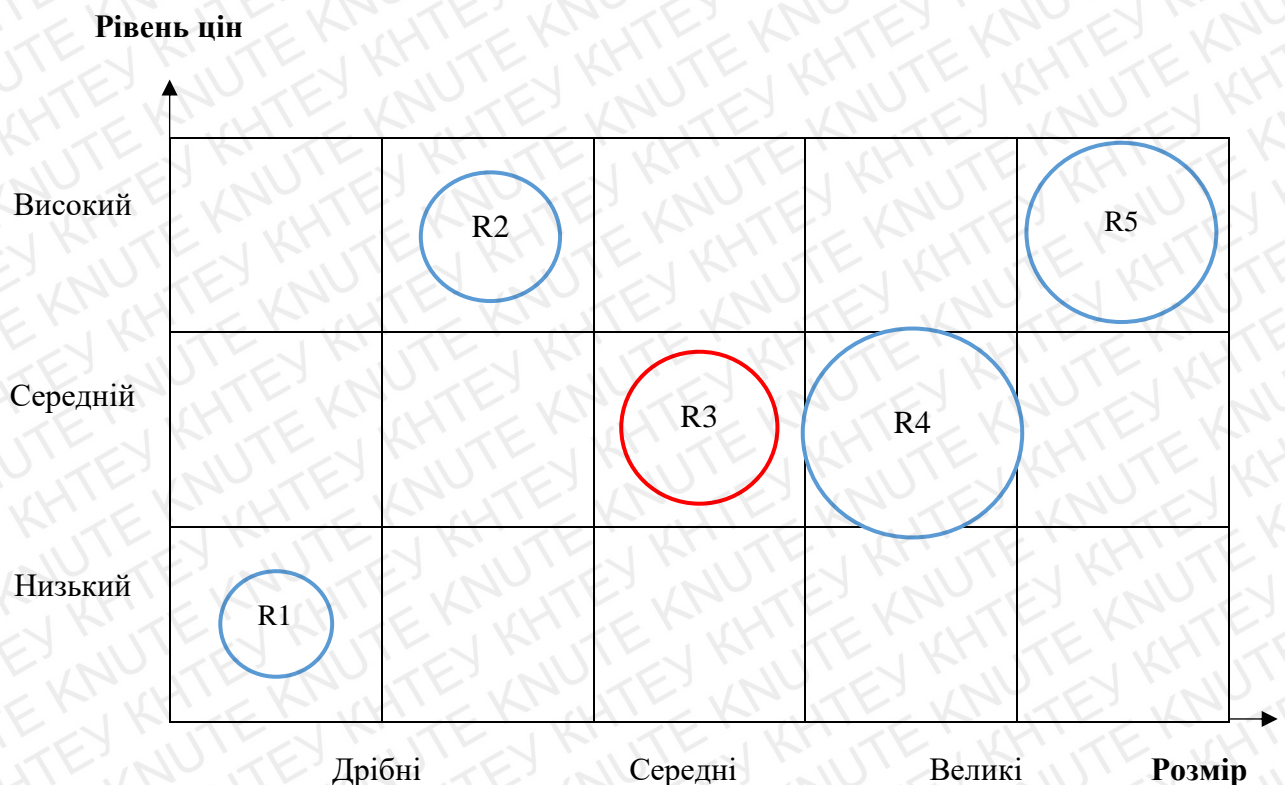 Рівень цін
Високий
R2
R5
Середній
R3
R4
Низький
R1
Дрібні Середні Великі Розмір